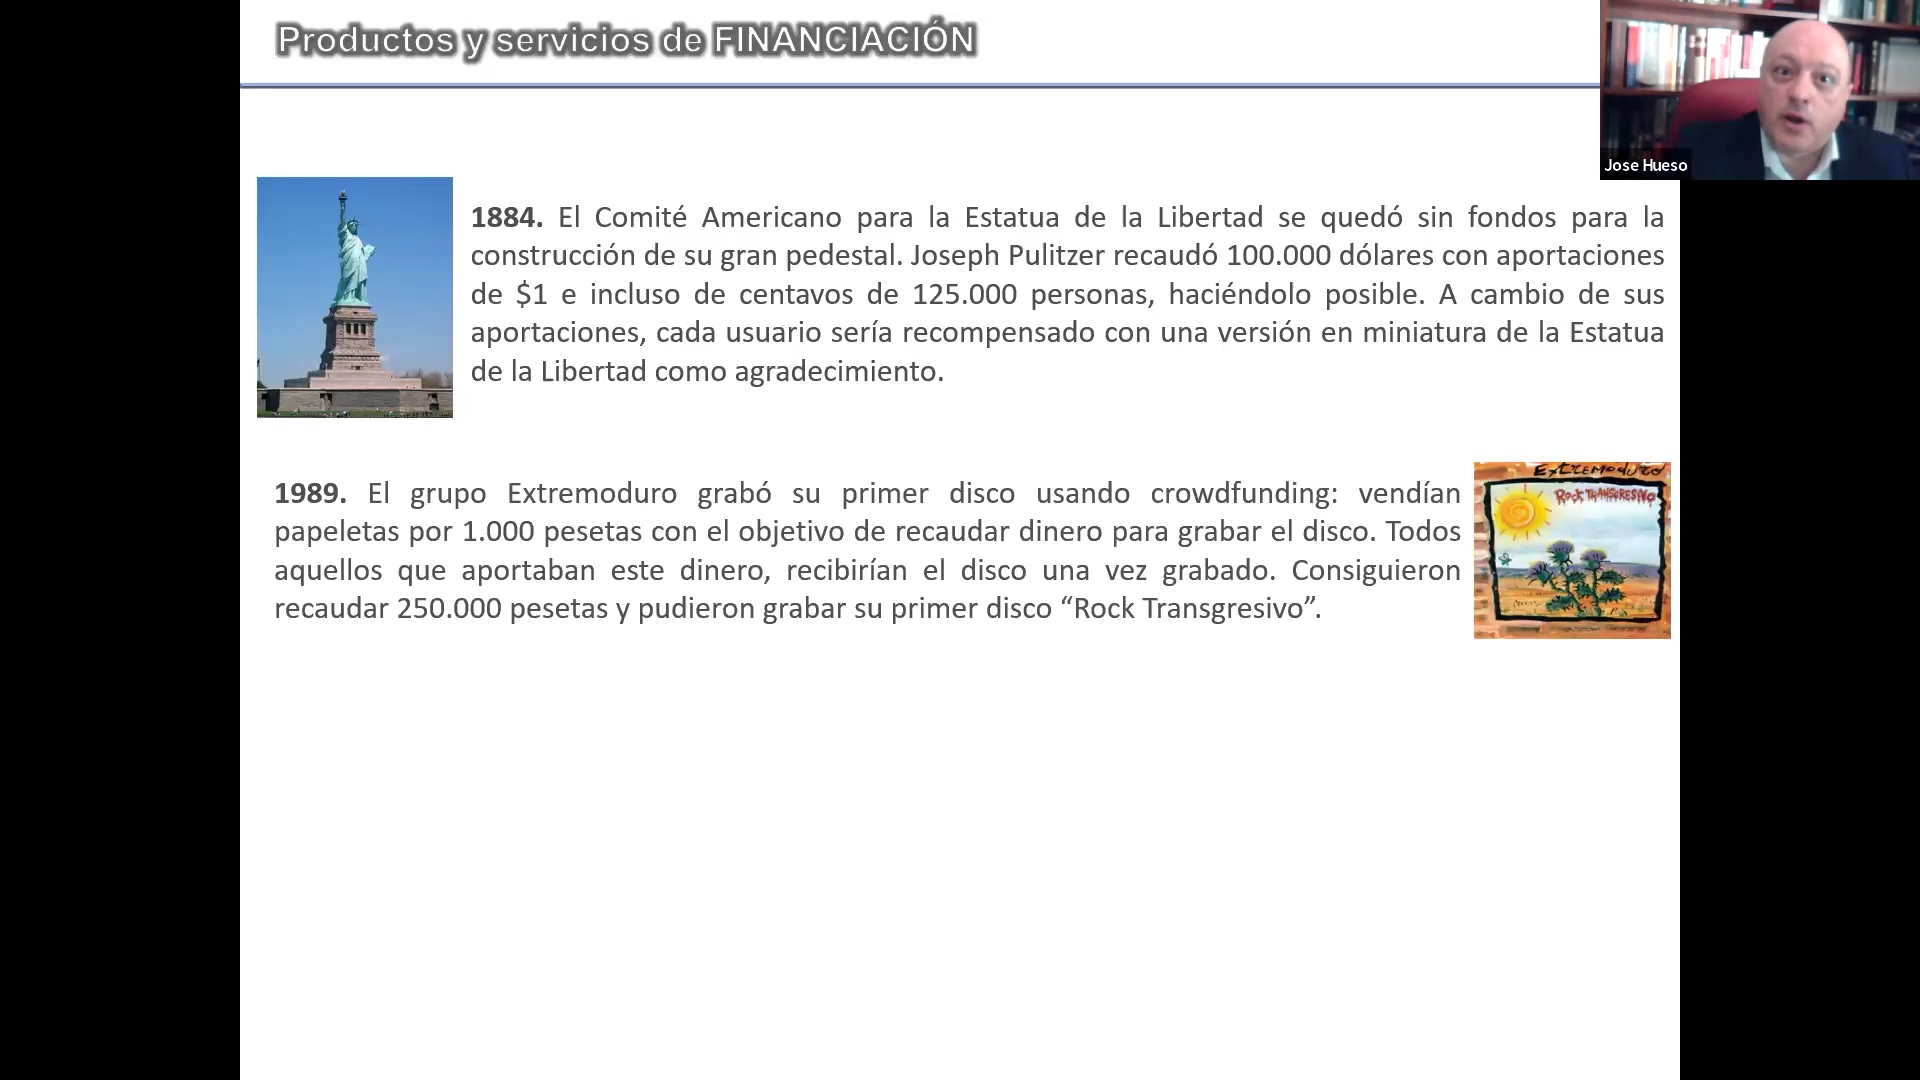 Productos y servicios de FINANCIACIÓN
Jose Hueso
1884. El Comité Americano para la Estatua de la Libertad se quedó sin fondos para la
construcción de su gran pedestal. Joseph Pulitzer recaudó 100.000 dólares con aportaciones
de $1 e incluso de centavos de 125.000 personas, haciéndolo posible. A cambio de sus
aportaciones, cada usuario sería recompensado con una versión en miniatura de la Estatua
de la Libertad como agradecimiento.
1989. El grupo Extremoduro grabó su primer disco usando crowdfunding: vendían
papeletas por 1.000 pesetas con el objetivo de recaudar dinero para grabar el disco. Todos
aquellos que aportaban este dinero, recibirían el disco una vez grabado. Consiguieron
recaudar 250.000 pesetas y pudieron grabar su primer disco “Rock Transgresivo”.
Extremoduro
Rock Transgresivo